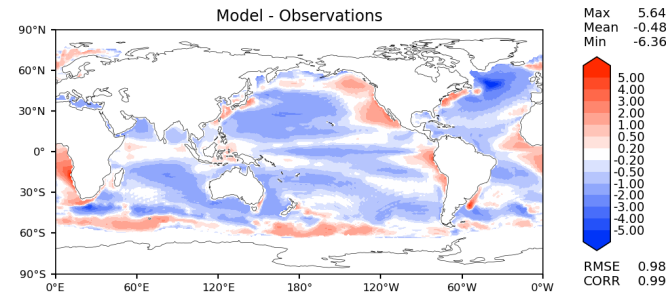 Model - Observations
Max 5.64
Mean -0.48
Min -6.36
90°N
60°N
30°N
0°
30°S
60°S
90°S
0°E
60°E
120°E
180°E
120°W
60°W
0°W
5.00
4.00
3.00
2.00
1.00
0.50
0.20
-0.20
-0.50
-1.00
-2.00
-3.00
-4.00
-5.00
RMSE 0.98
CORR 0.99